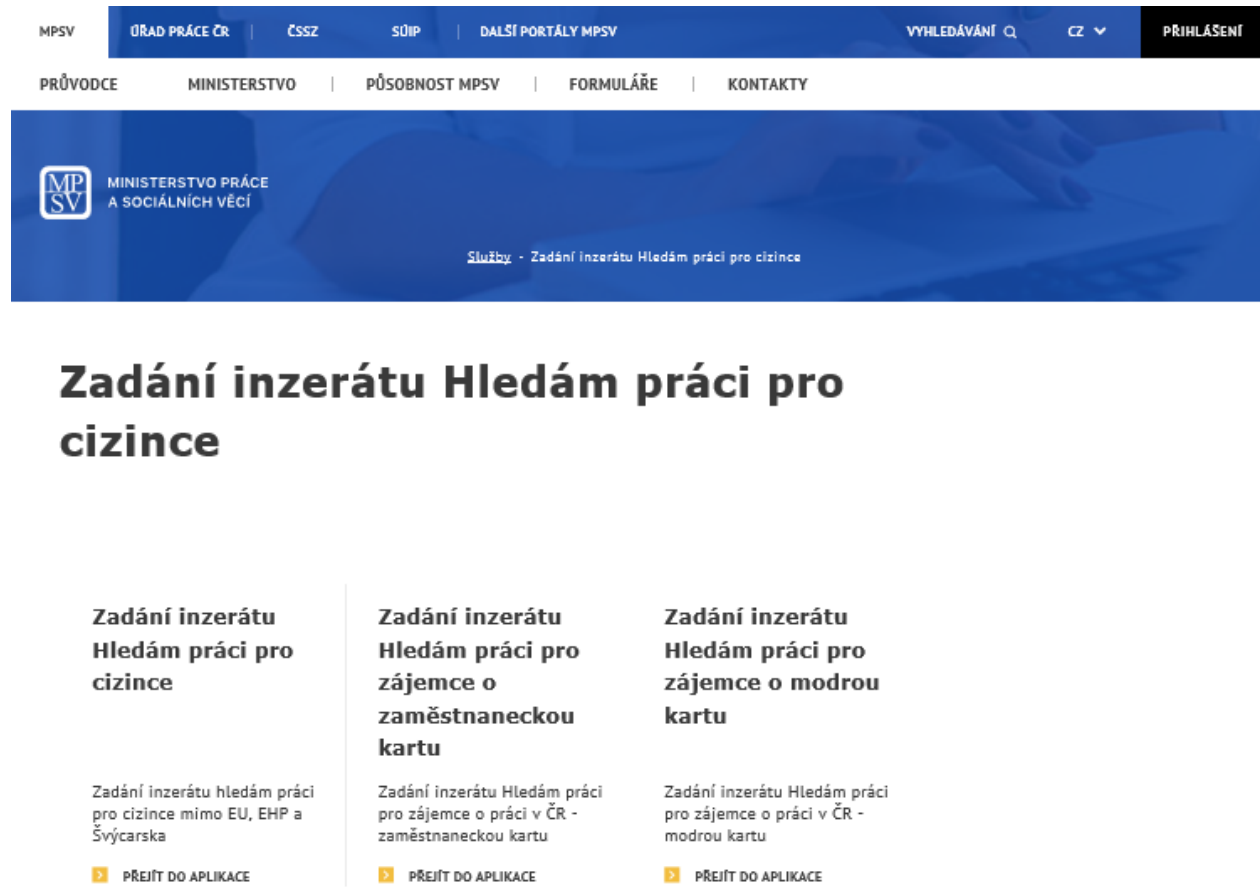 MPSV ÚŘAD PRÁCE ČR | ČSSZ SÚIP | DALŠÍ PORTÁLY MPSV VYHLEDÁVÁNÍ CZ PŘIHLÁŠENÍ
PRŮVODCE MINISTERSTVO | PŮSOBNOST MPSV | FORMULÁŘE | KONTAKTY
MP
SV
MINISTERSTVO PRÁCE
A SOCIÁLNÍCH VĚCÍ
Služby - Zadání inzerátu Hledám práci pro cizince
Zadání inzerátu Hledám práci pro
cizince
Zadání inzerátu
Hledám práci pro
cizince
Zadání inzerátu hledám práci
pro cizince mimo EU, EHP a
Švýcarska
PŘEJÍT DO APLIKACE
Zadání inzerátu
Hledám práci pro
zájemce o
zaměstnaneckou
kartu
Zadání inzerátu Hledám práci
pro zájemce o práci v ČR -
zaměstnaneckou kartu
PŘEJÍT DO APLIKACE
Zadání inzerátu
Hledám práci pro
zájemce o modrou
kartu
Zadání inzerátu Hledám práci
pro zájemce o práci v ČR -
modrou kartu
PŘEJÍT DO APLIKACE